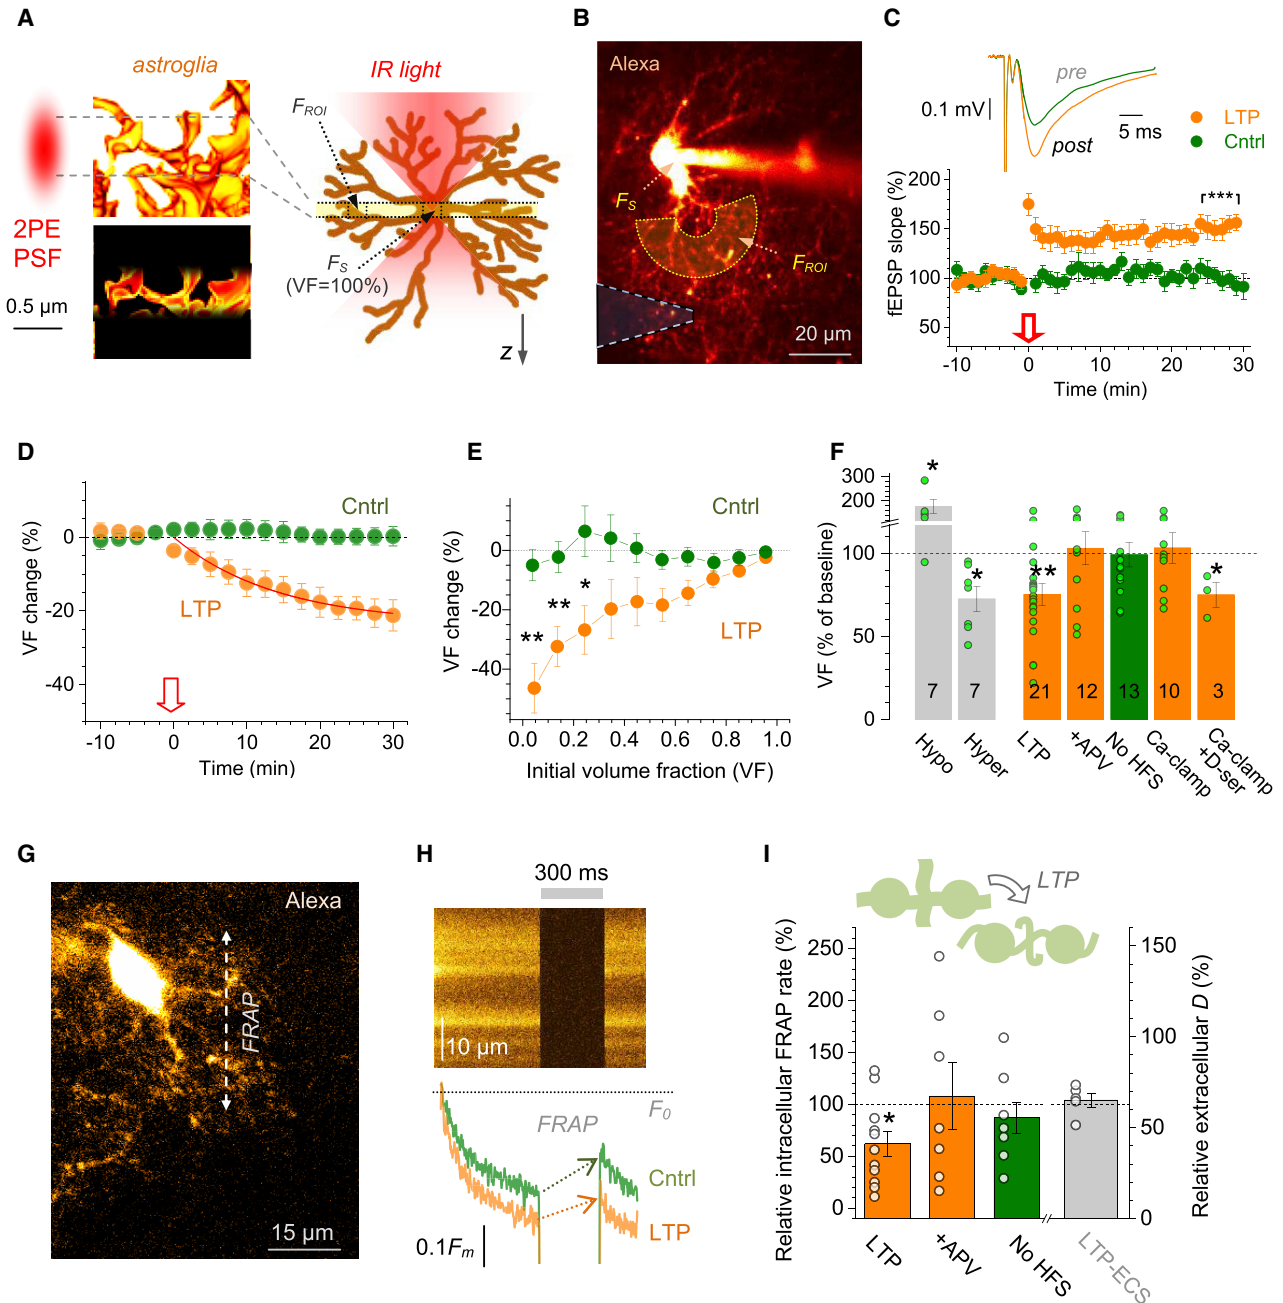 A
astroglia
IR light
F_ROI
2PE
PSF
F_S
(VF=100%)
0.5 µm
z
B
Alexa
F_S
F_ROI
20 µm
C
pre
0.1 mV
post
5 ms
LTP
Cntrl
fEPSP slope (%)
200
150
100
50
***
-10
0
10
20
30
Time (min)
D
Cntrl
VF change (%)
0
-20
-40
LTP
-10
0
10
20
30
Time (min)
E
Cntrl
VF change (%)
0
-20
-40
**
**
*
LTP
0.0
0.2
0.4
0.6
0.8
1.0
Initial volume fraction (VF)
F
VF (% of baseline)
300
200
100
50
0
*
*
**
*
7
7
21
12
13
10
3
Hypo
Hyper
LTP
+APV
No HFS
Ca-clamp
Ca-clamp
+D-ser
G
Alexa
FRAP
15 µm
H
300 ms
10 µm
F₀
FRAP
Cntrl
LTP
0.1Fₘ
I
LTP
Relative intracellular FRAP rate (%)
250
200
150
100
50
0
*
150
100
50
0
Relative extracellular D (%)
LTP
+APV
No HFS
LTP-ECS